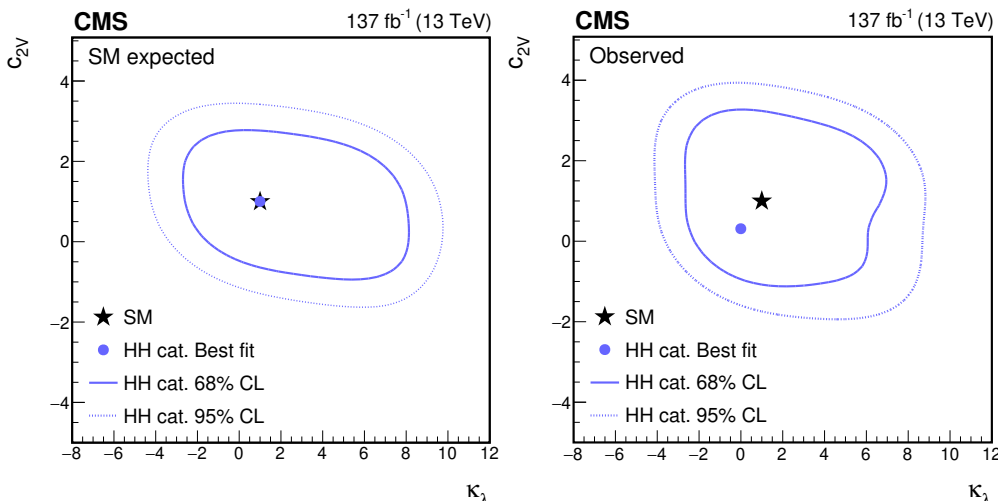 CMS 137 fb⁻¹ (13 TeV)
c₂ᵥ
SM expected
4
2
0
−2
−4
SM
HH cat. Best fit
HH cat. 68% CL
HH cat. 95% CL
−8 −6 −4 −2 0 2 4 6 8 10 12
κ_λ
CMS 137 fb⁻¹ (13 TeV)
c₂ᵥ
Observed
4
2
0
−2
−4
SM
HH cat. Best fit
HH cat. 68% CL
HH cat. 95% CL
−8 −6 −4 −2 0 2 4 6 8 10 12
κ_λ